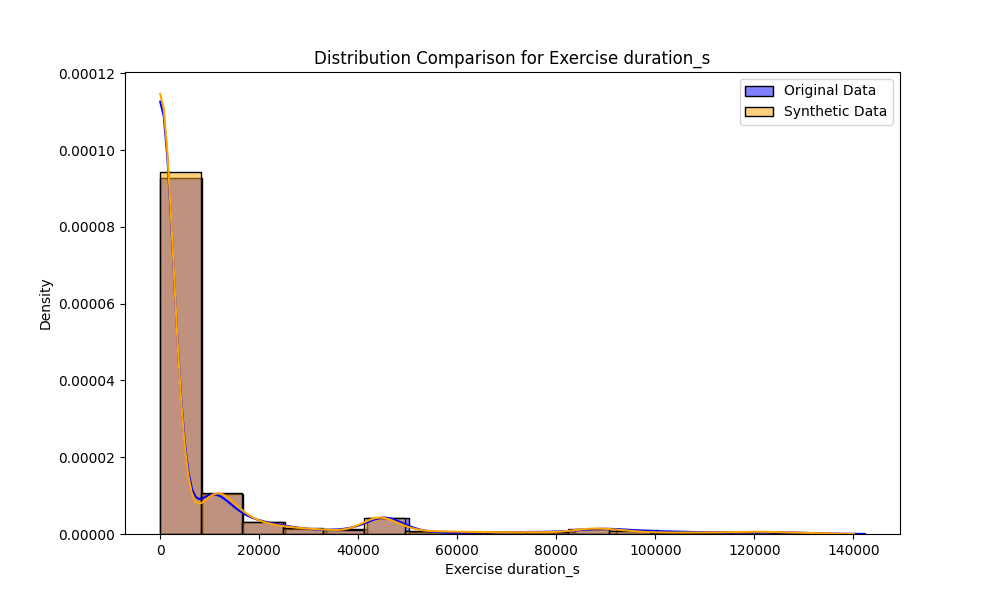 Distribution Comparison for Exercise duration_s
Original Data
Synthetic Data
Density
0.00012
0.00010
0.00008
0.00006
0.00004
0.00002
0.00000
0 20000 40000 60000 80000 100000 120000 140000
Exercise duration_s